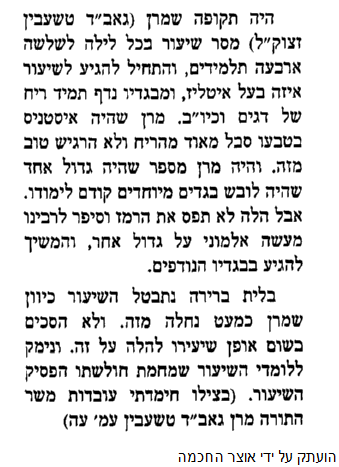 היה תקופה שמרן (גאב״ד טשעבין
זצוק״ל) מסר שיעור בכל לילה לשלשה
ארבעה תלמידים, והתחיל להגיע לשיעור
איזה בעל איטליז, ומבגדיו נדף תמיד ריח
של דגים וכיו״ב. מרן שהיה איסטניס
בטבעו סבל מאוד מהריח ולא הרגיש טוב
מזה. והיה מרן מספר שהיה גדול אחד
שהיה לובש בגדים מיוחדים קודם לימודו.
אבל הלה לא תפס את הרמז וסיפר לרבינו
מעשה אלמוני על גדול אחר, והמשיך
להגיע בבגדיו הנודפים.
בלית ברירה נתבטל השיעור כיוון
שמרן כמעט נחלה מזה. ולא הסכים
בשום אופן שיעירו להלה על זה. ונימק
ללומדי השיעור שמחמת חולשתו הפסיק
השיעור. (בצילו חימדתי עובדות משר
התורה מרן גאב״ד טשעבין עמ׳ עה)
הועתק על ידי אוצר החכמה